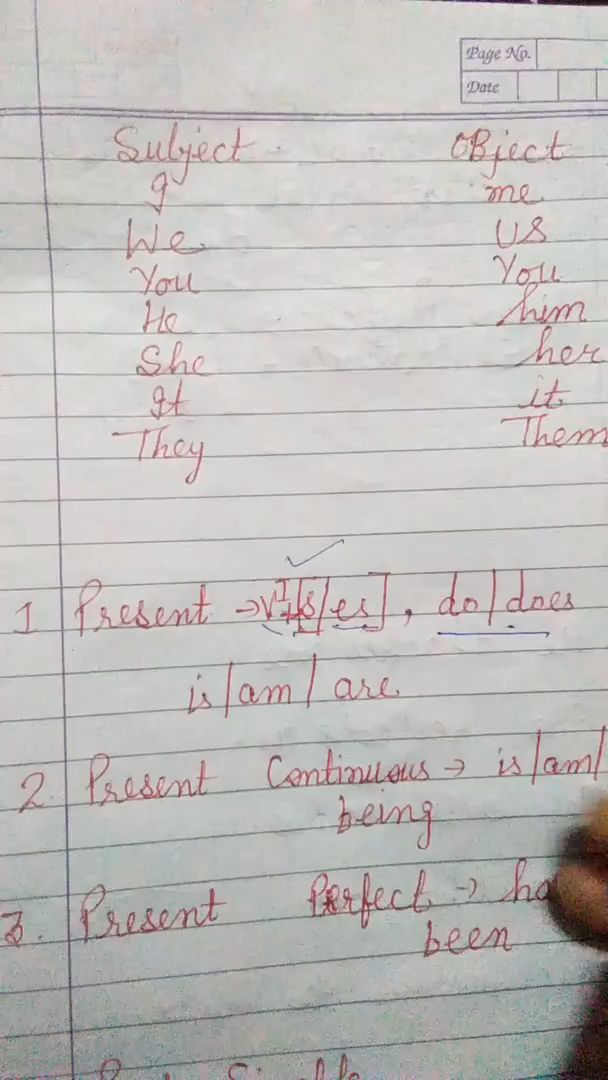 Page No.
Date
Subject Object
I me
We us
You You
He him
She her
It it
They Them
1 Present → V¹+[s/es], do/does
is/am/are
2 Present Continuous → is/am/
being
3. Present Perfect →
been